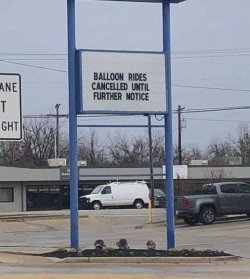 BALLOON RIDES
CANCELLED UNTIL
FURTHER NOTICE
ANE
T
GHT